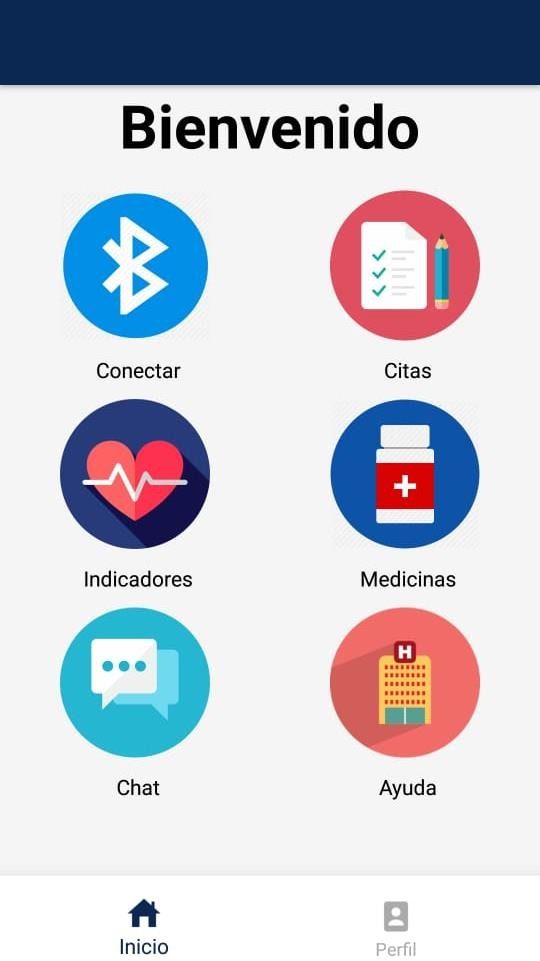 Bienvenido
Conectar
Citas
Indicadores
Medicinas
Chat
H
Ayuda
Inicio
Perfil